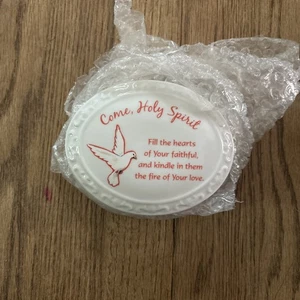 Come, Holy Spirit
Fill the hearts
of Your faithful,
and kindle in them
the fire of Your love.